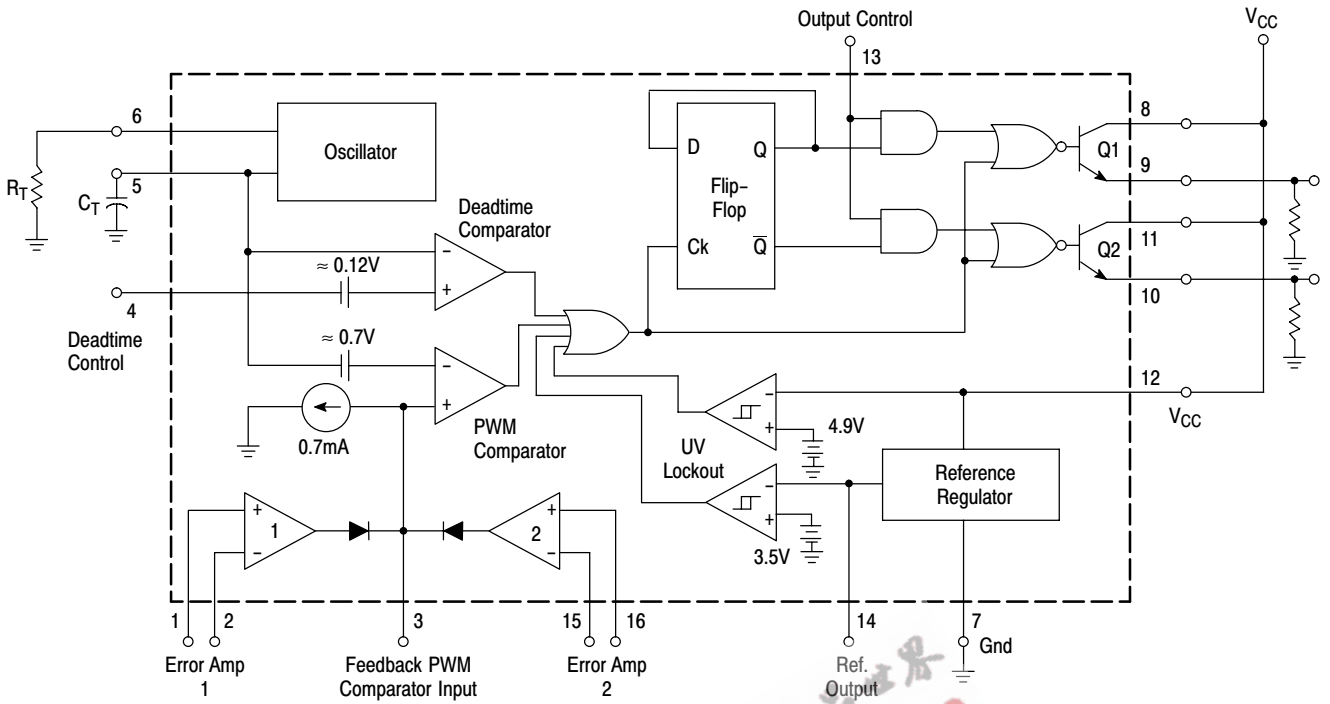 Output Control
VCC
13
6
Oscillator
8
D
Q
Q1
5
RT
CT
9
Flip-
Flop
Deadtime
Comparator
11
Ck
Q
Q2
≈ 0.12V
–
+
4
10
Deadtime
Control
≈ 0.7V
–
+
12
VCC
0.7mA
PWM
Comparator
–
+
4.9V
UV
Lockout
Reference
Regulator
–
+
3.5V
+
1
–
+
2
–
1
2
3
15
16
14
7
Gnd
Error Amp
1
Feedback PWM
Comparator Input
Error Amp
2
Ref.
Output